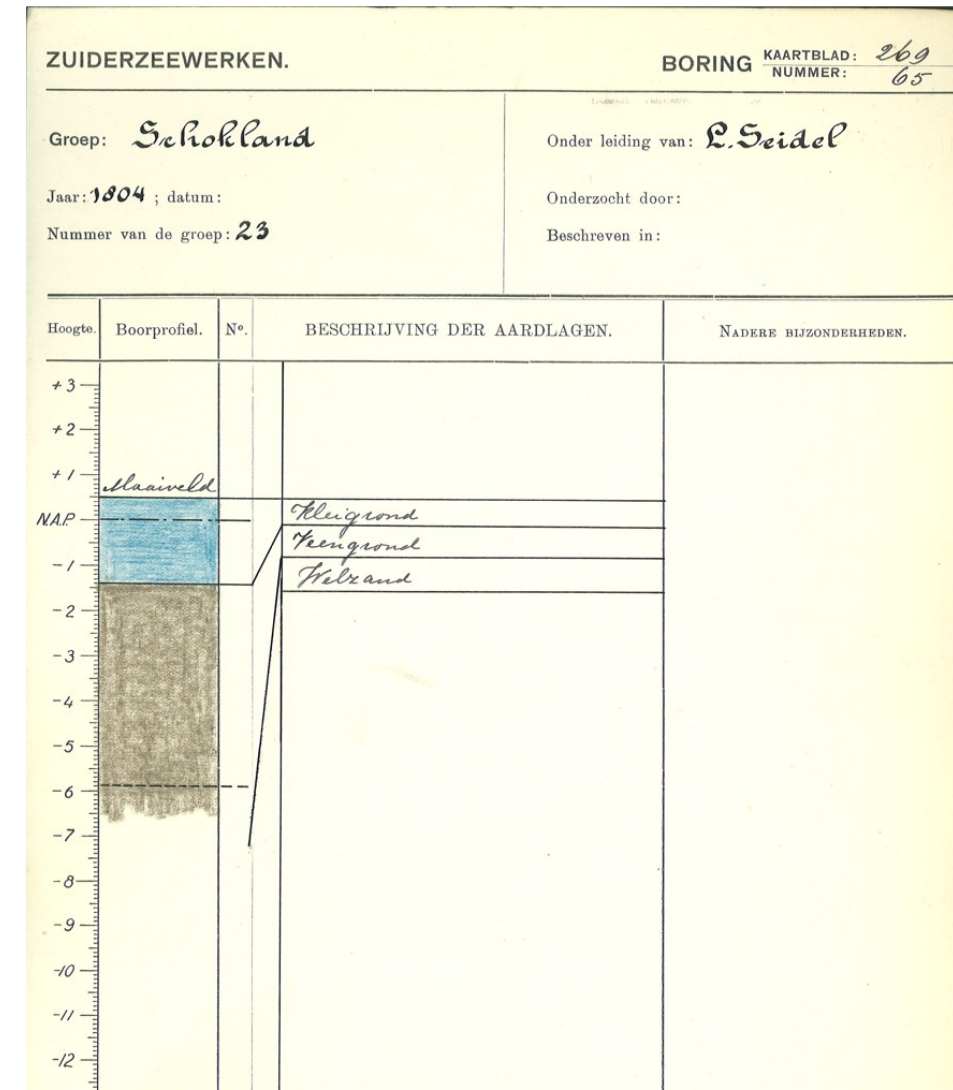 ZUIDERZEEWERKEN.
BORING KAARTBLAD: 269
NUMMER: 65
Groep: Schokland
Onder leiding van: L. Seidel
Jaar: 1804 ; datum:
Onderzocht door:
Nummer van de groep: 23
Beschreven in:
Hoogte. Boorprofiel. No. BESCHRIJVING DER AARDLAGEN. NADERE BIJZONDERHEDEN.
+3
+2
+1
Maaiveld
Kleigrond
N.A.P.
Veengrond
-1
Welzand
-2
-3
-4
-5
-6
-7
-8
-9
-10
-11
-12